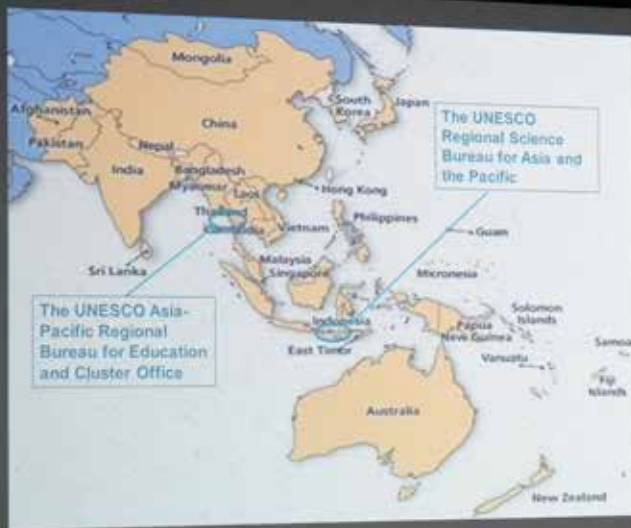 Mongolia
Afghanistan
South
Korea
Japan
China
Pakistan
Nepal
India
Bangladesh
Myanmar
Laos
Hong Kong
Thailand
Cambodia
Vietnam
Philippines
Guam
Sri Lanka
Malaysia
Singapore
Micronesia
The UNESCO
Regional Science
Bureau for Asia and
the Pacific
The UNESCO Asia-
Pacific Regional
Bureau for Education
and Cluster Office
Indonesia
East Timor
Papua
New Guinea
Solomon
Islands
Vanuatu
Samoa
Fiji
Islands
Australia
New Zealand